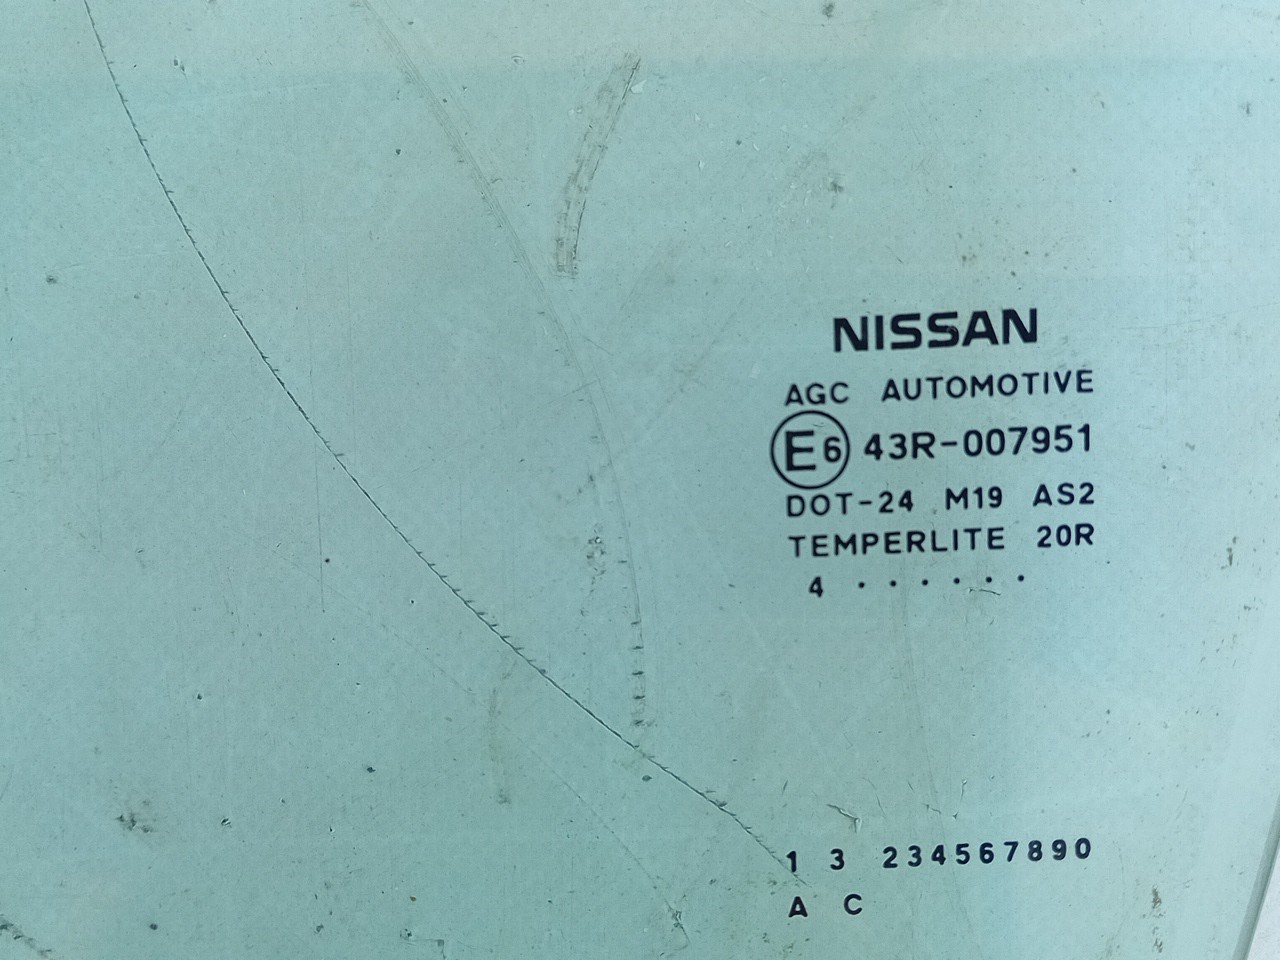 NISSAN
AGC AUTOMOTIVE
E6 43R-007951
DOT-24 M19 AS2
TEMPERLITE 20R
4 · · · · · ·
1 3 234567890
A C